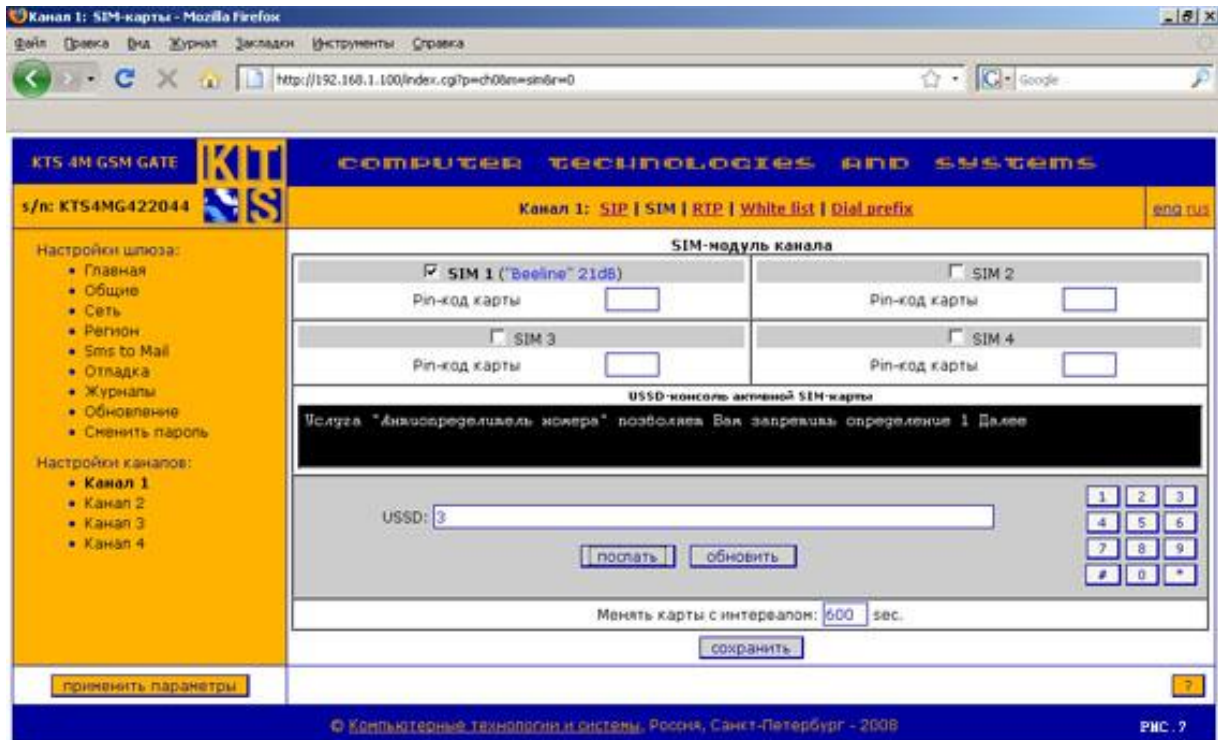 Канал 1: SIM-карты - Mozilla Firefox
Файл Правка Вид Журнал Закладки Инструменты Справка
http://192.168.1.100/index.cgi?p=ch0&m=sim&r=0
Google
KTS 4M GSM GATE
KTS
COMPUTER TECHNOLOGIES AND SYSTEMS
s/n: KTS4MG422044
Канал 1: SIP | SIM | RTP | White list | Dial prefix
eng rus
Настройки шлюза:
• Главная
• Общие
• Сеть
• Регион
• Sms to Mail
• Отладка
• Журналы
• Обновление
• Сменить пароль
Настройки каналов:
• Канал 1
• Канал 2
• Канал 3
• Канал 4
применить параметры
SIM-модуль канала
SIM 1 ("Beeline" 21dB)
SIM 2
Pin-код карты
Pin-код карты
SIM 3
SIM 4
Pin-код карты
Pin-код карты
USSD-консоль активной SIM-карты
Услуга "Антиопределитель номера" позволяет Вам запретить определение 1 Далее
USSD: 3
1 2 3
4 5 6
7 8 9
# 0 *
послать обновить
Менять карты с интервалом: 600 sec.
сохранить
?
© Компьютерные технологии и системы, Россия, Санкт-Петербург - 2008
РИС.7